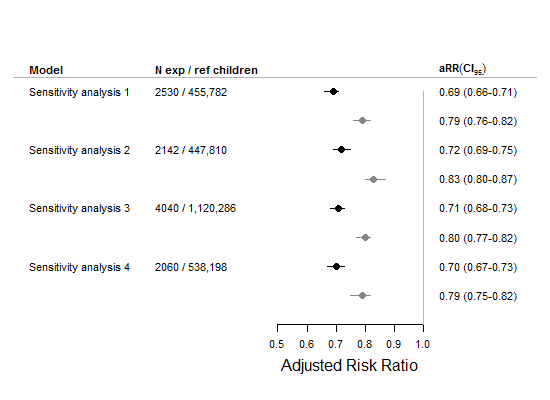 Model N exp / ref children aRR(CI95)
Sensitivity analysis 1 2530 / 455,782 0.69 (0.66-0.71)
0.79 (0.76-0.82)
Sensitivity analysis 2 2142 / 447,810 0.72 (0.69-0.75)
0.83 (0.80-0.87)
Sensitivity analysis 3 4040 / 1,120,286 0.71 (0.68-0.73)
0.80 (0.77-0.82)
Sensitivity analysis 4 2060 / 538,198 0.70 (0.67-0.73)
0.79 (0.75-0.82)
0.5 0.6 0.7 0.8 0.9 1.0
Adjusted Risk Ratio